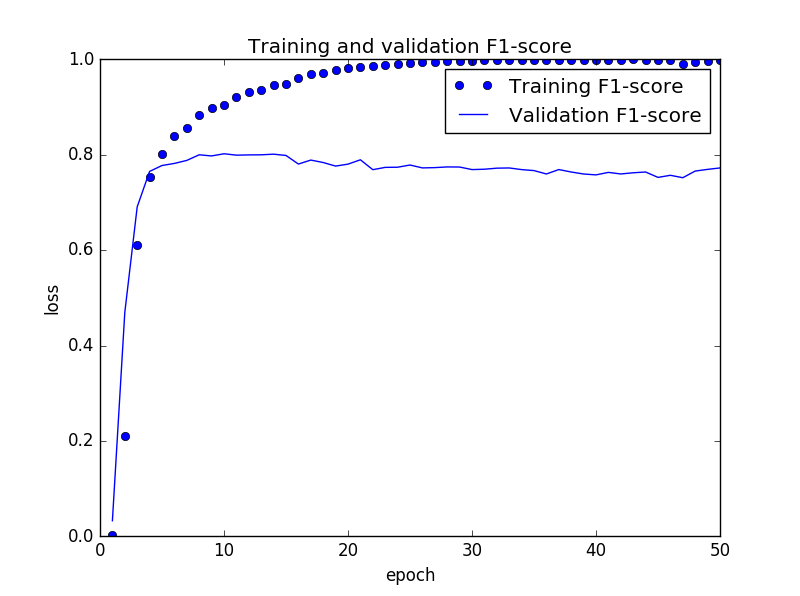 Training and validation F1-score
1.0
Training F1-score
Validation F1-score
0.8
0.6
loss
0.4
0.2
0.0
0 10 20 30 40 50
epoch